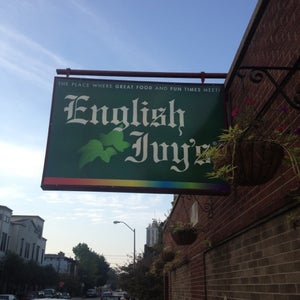 THE PLACE WHERE GREAT FOOD AND FUN TIMES MEET!
English
Ivy's